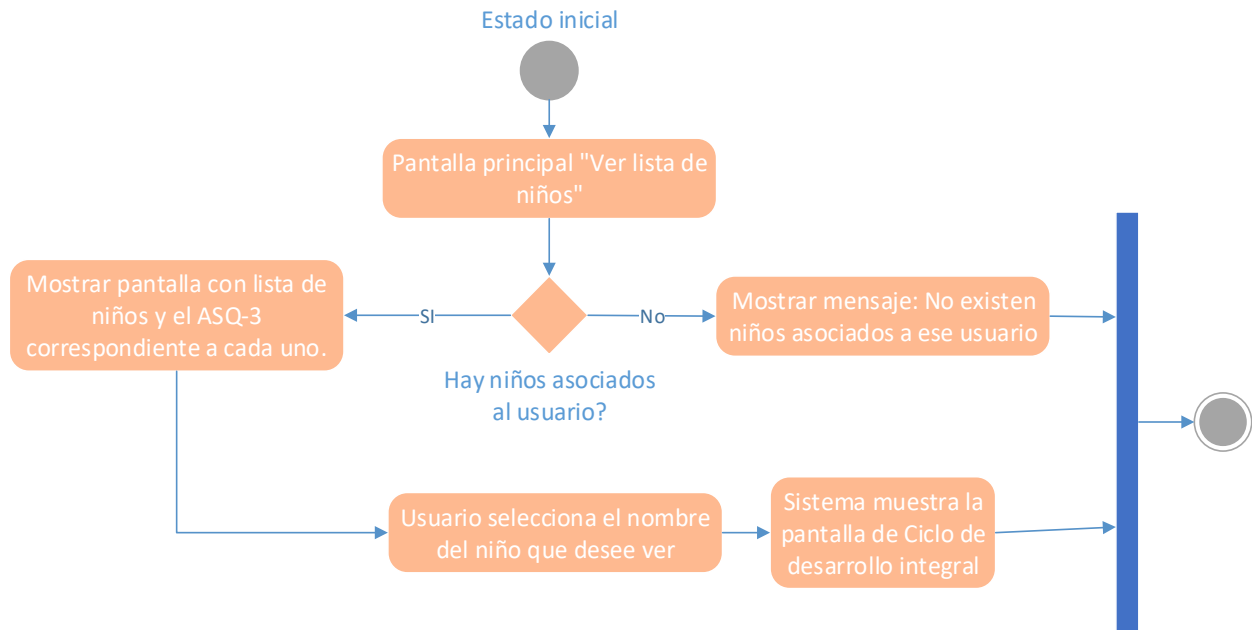 Estado inicial
Pantalla principal "Ver lista de
niños"
Mostrar pantalla con lista de
niños y el ASQ-3
correspondiente a cada uno.
SI
No
Mostrar mensaje: No existen
niños asociados a ese usuario
Hay niños asociados
al usuario?
Usuario selecciona el nombre
del niño que desee ver
Sistema muestra la
pantalla de Ciclo de
desarrollo integral